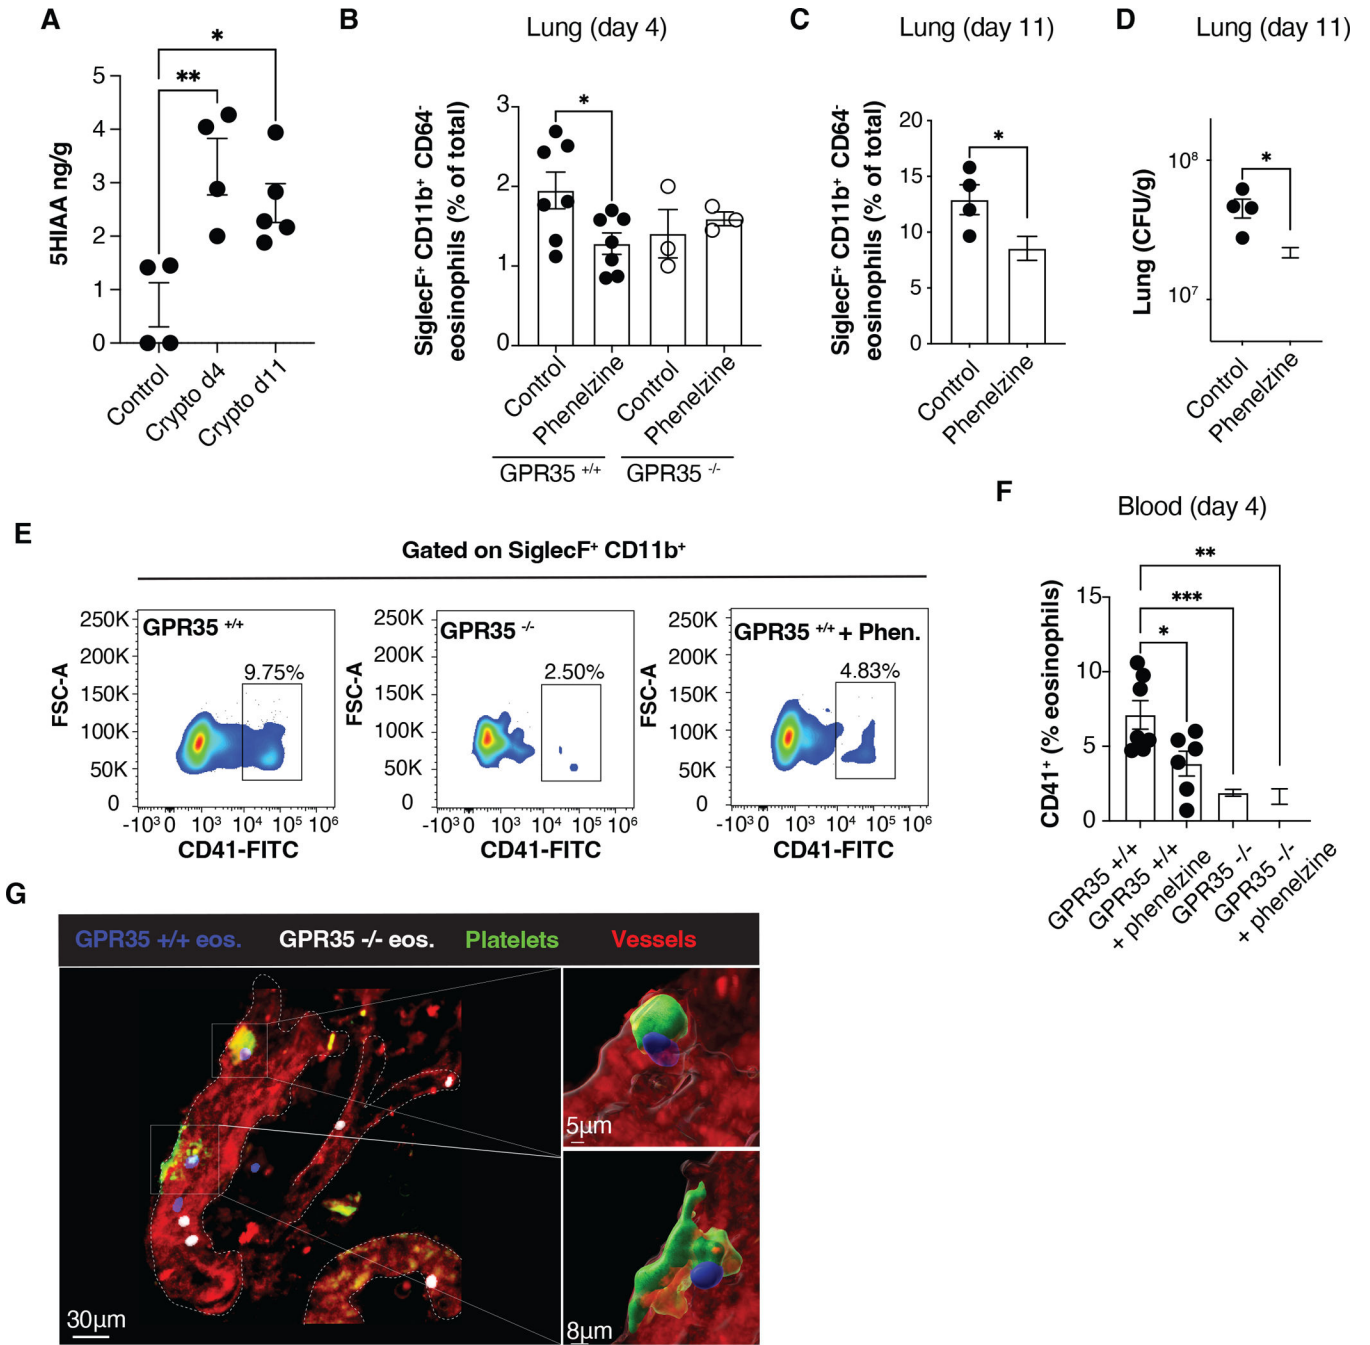 A
5HIAA ng/g
5
4
3
2
1
0
*
**
Control
Crypto d4
Crypto d11
B
Lung (day 4)
SiglecF⁺ CD11b⁺ CD64⁻
eosinophils (% of total)
3
2
1
0
*
Control
Phenelzine
Control
Phenelzine
GPR35 +/+
GPR35 -/-
C
Lung (day 11)
SiglecF⁺ CD11b⁺ CD64⁻
eosinophils (% of total)
20
15
10
5
0
*
Control
Phenelzine
D
Lung (day 11)
Lung (CFU/g)
10⁸
10⁷
*
Control
Phenelzine
E
Gated on SiglecF⁺ CD11b⁺
FSC-A
250K
200K
150K
100K
50K
0
GPR35 +/+
9.75%
-10³ 0 10³ 10⁴ 10⁵ 10⁶
CD41-FITC
FSC-A
250K
200K
150K
100K
50K
0
GPR35 -/-
2.50%
-10³ 0 10³ 10⁴ 10⁵ 10⁶
CD41-FITC
FSC-A
250K
200K
150K
100K
50K
0
GPR35 +/+ + Phen.
4.83%
-10³ 0 10³ 10⁴ 10⁵ 10⁶
CD41-FITC
F
Blood (day 4)
CD41⁺ (% eosinophils)
15
10
5
0
**
***
*
GPR35 +/+
GPR35 +/+
+ phenelzine
GPR35 -/-
GPR35 -/-
+ phenelzine
G
GPR35 +/+ eos. GPR35 -/- eos. Platelets Vessels
30µm
5µm
8µm